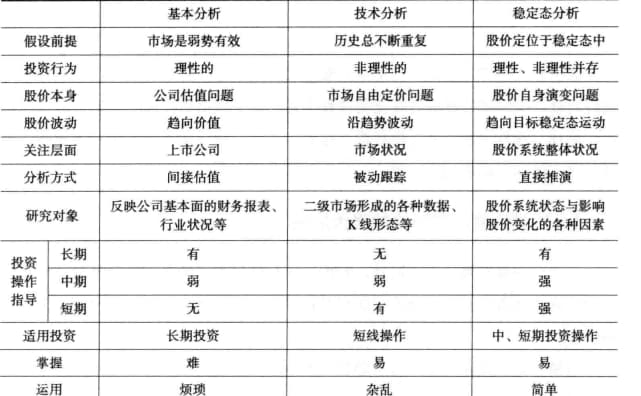 基本分析 技术分析 稳定态分析
假设前提 市场是弱势有效 历史总不断重复 股价定位于稳定态中
投资行为 理性的 非理性的 理性、非理性并存
股价本身 公司估值问题 市场自由定价问题 股价自身演变问题
股价波动 趋向价值 沿趋势波动 趋向目标稳定态运动
关注层面 上市公司 市场状况 股价系统整体状况
分析方式 间接估值 被动跟踪 直接推演
研究对象 反映公司基本面的财务报表、行业状况等 二级市场形成的各种数据、K线形态等 股价系统状态与影响股价变化的各种因素
投资操作指导 长期 有 无 有
中期 弱 弱 强
短期 无 有 强
适用投资 长期投资 短线操作 中、短期投资操作
掌握 难 易 易
运用 烦琐 杂乱 简单